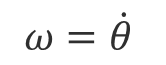 ω = θ̇